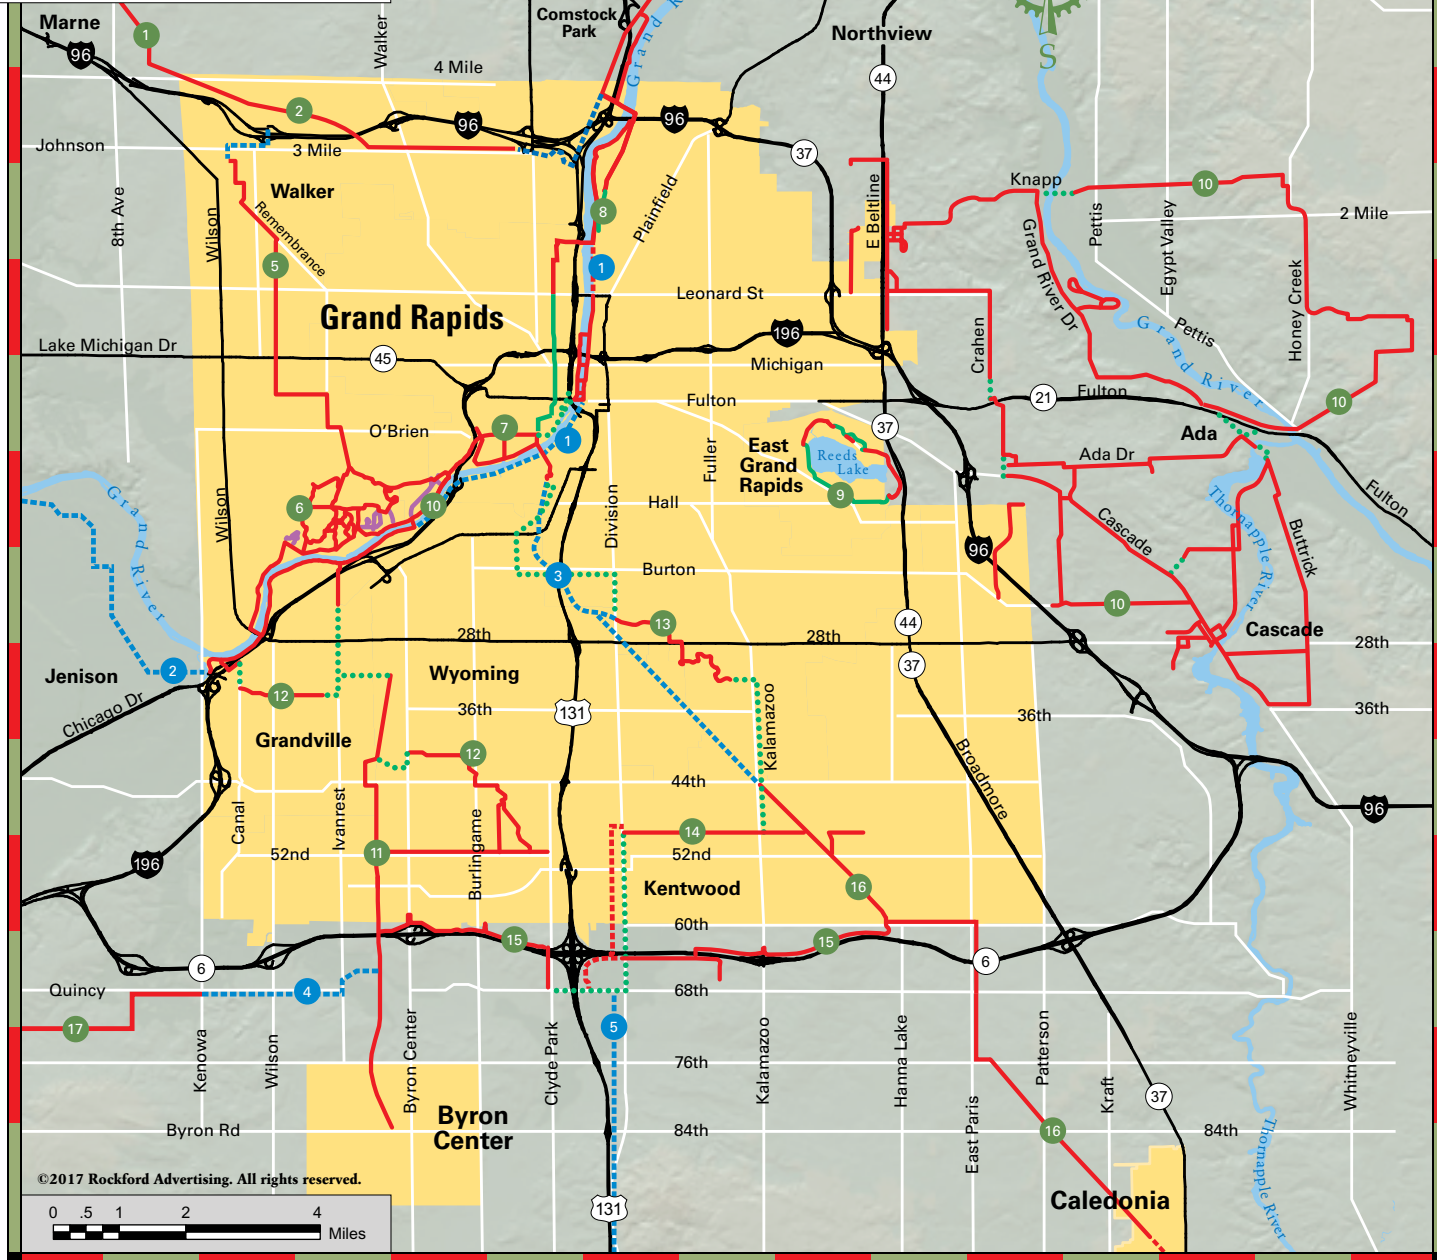 Marne
1
96
Walker
4 Mile
Comstock
Park
Grand R
Northview
S
44
2
96
96
37
Johnson
3 Mile
Walker
Knapp
10
8th Ave
Wilson
Remembrance
8
Plainfield
E Beltline
Pettis
Egypt Valley
2 Mile
5
1
Grand River Dr
Honey Creek
Leonard St
Grand Rapids
Grand River
Pettis
Lake Michigan Dr
45
196
Michigan
Crahen
Fulton
21
Fulton
10
O'Brien
7
1
37
Ada
East
Grand
Rapids
Reeds
Lake
Ada Dr
Fuller
9
Fulton
Grand River
Wilson
6
10
Hall
Division
Cascade
Thornapple River
Buttrick
96
3
Burton
10
13
44
28th
28th
Cascade
28th
Jenison
2
Wyoming
37
Chicago Dr
12
36th
131
Kalamazoo
36th
36th
Grandville
12
Broadmore
44th
96
Canal
Ivanrest
Burlingame
14
196
52nd
11
52nd
Kentwood
16
60th
15
15
6
6
Quincy
4
68th
17
5
Kenowa
Wilson
Byron Center
Clyde Park
Kalamazoo
Hanna Lake
Patterson
Kraft
Whitneyville
76th
37
East Paris
Byron Rd
Byron
Center
84th
16
84th
Thornapple River
©2017 Rockford Advertising. All rights reserved.
131
Caledonia
0 .5 1 2 4
Miles